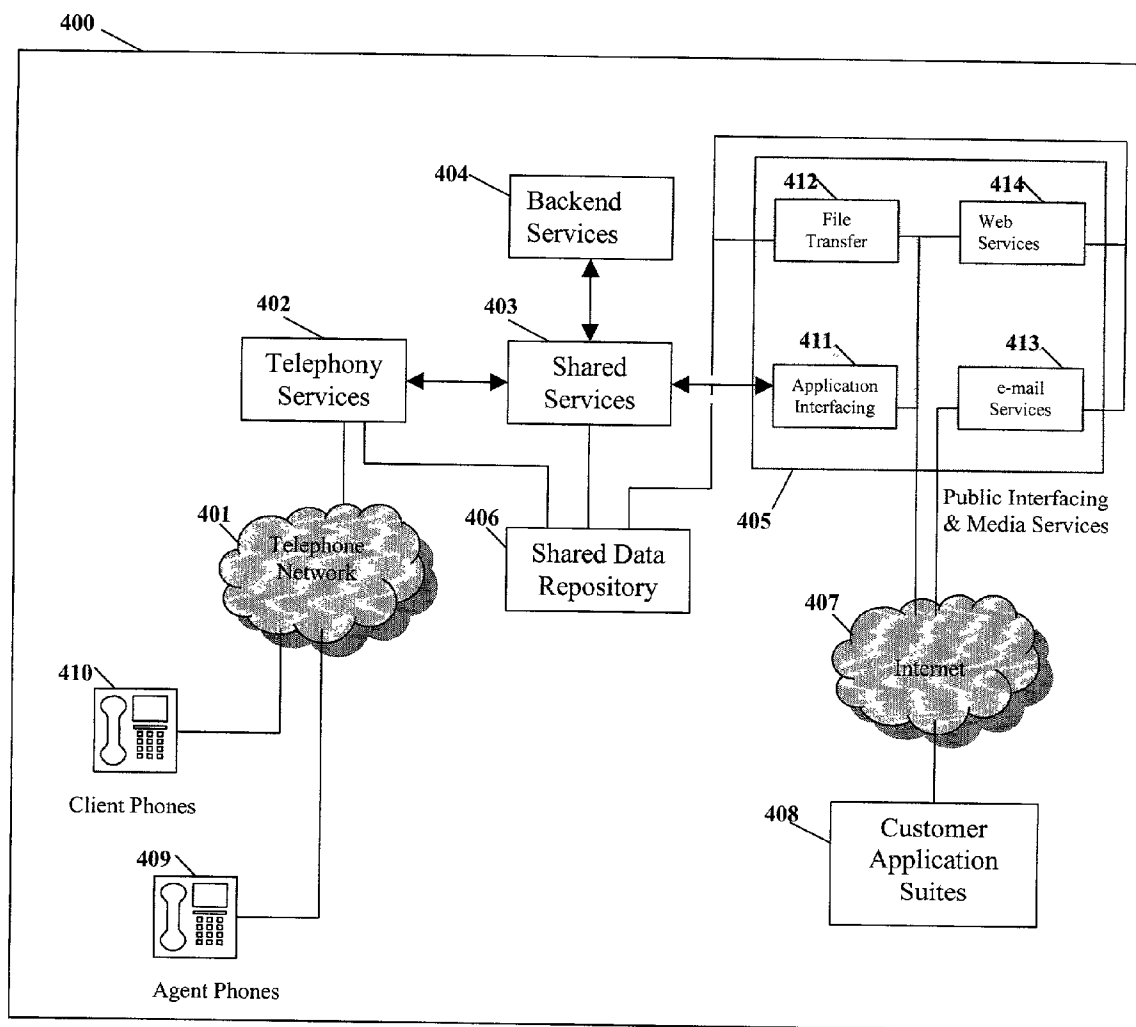 400
404
Backend
Services
412
File
Transfer
414
Web
Services
402
Telephony
Services
403
Shared
Services
411
Application
Interfacing
413
e-mail
Services
405
Public Interfacing
& Media Services
401
Telephone
Network
406
Shared Data
Repository
407
Internet
410
Client Phones
408
Customer
Application
Suites
409
Agent Phones